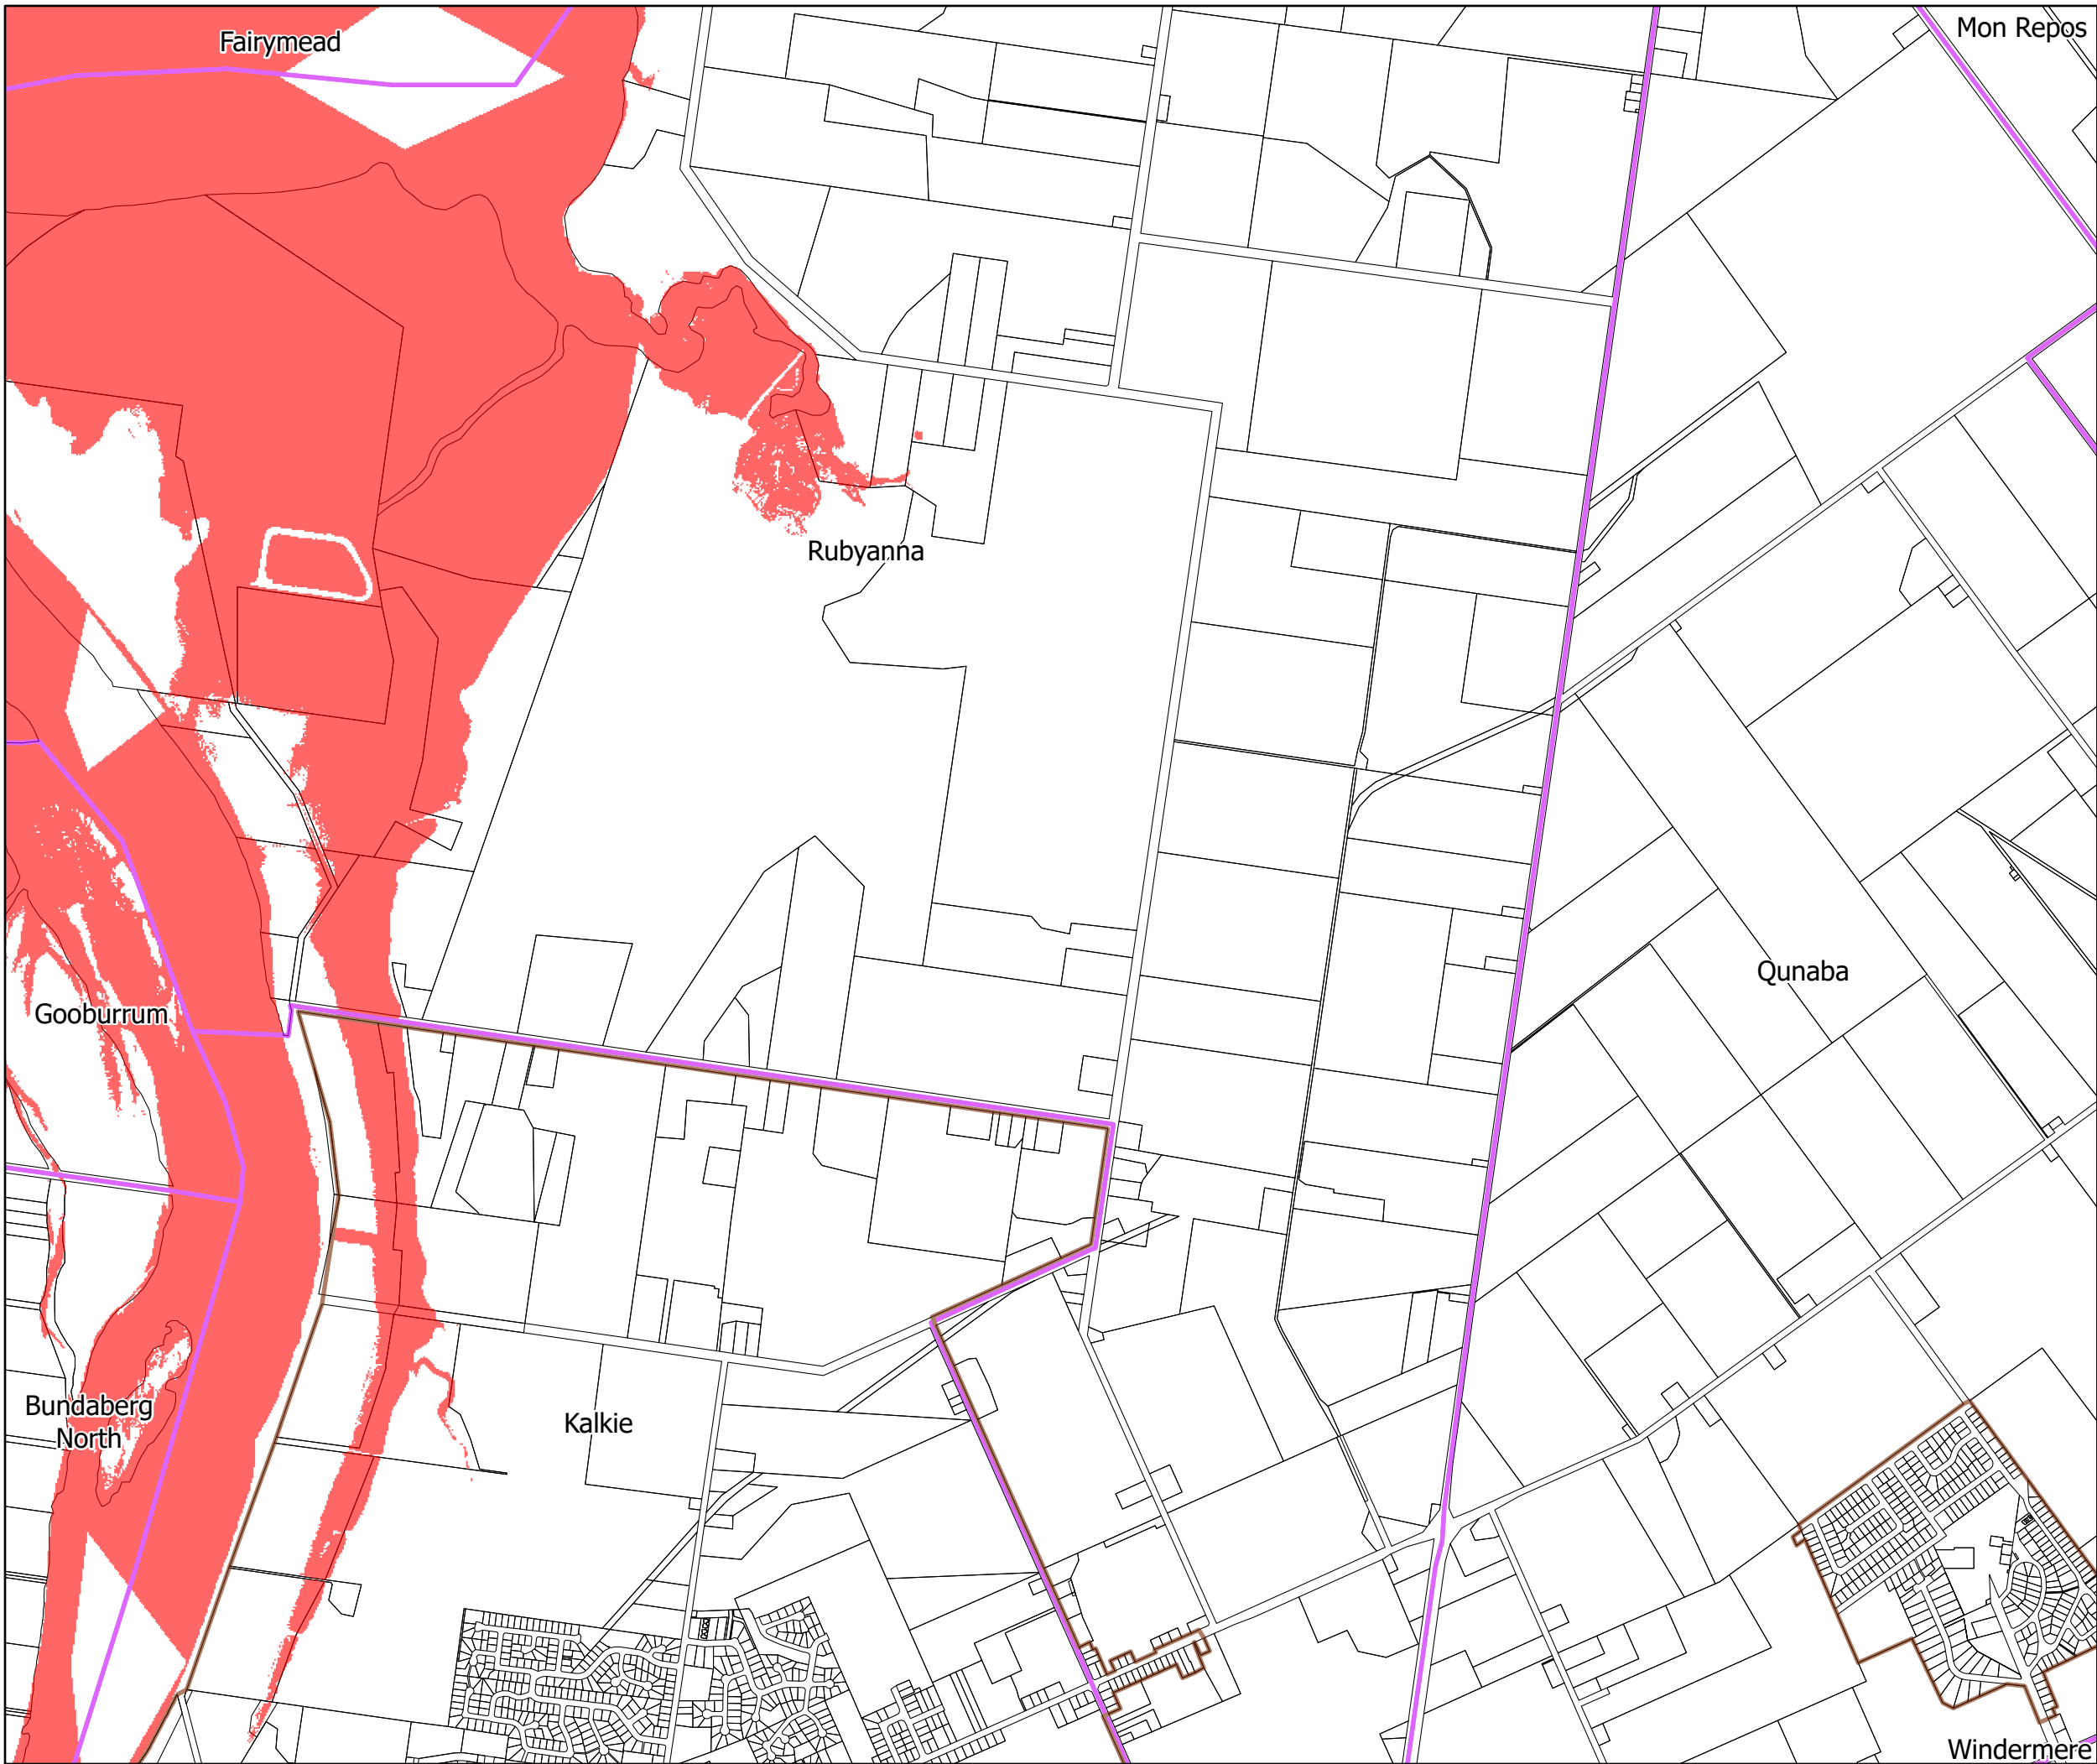 Fairymead
Mon Repos
Rubyanna
Qunaba
Gooburrum
Bundaberg
North
Kalkie
Windermere